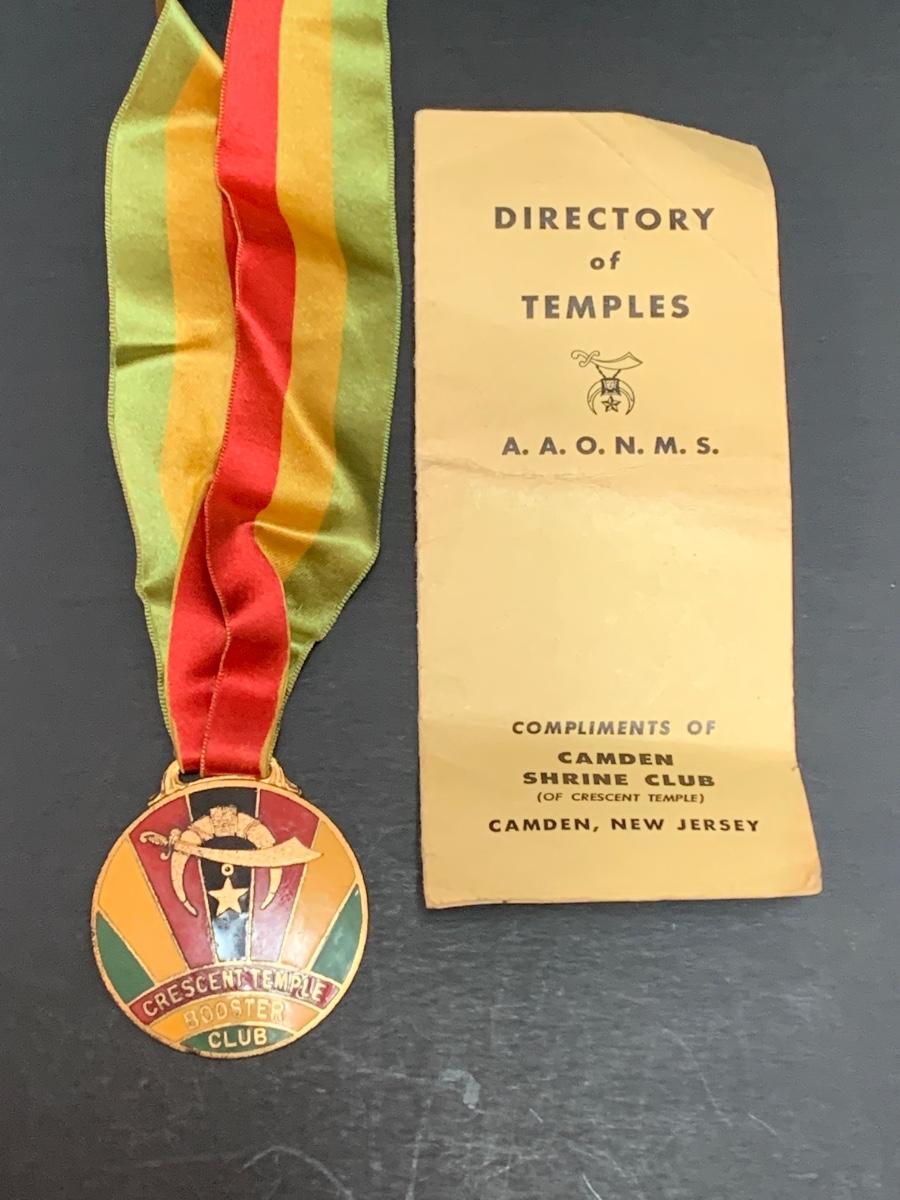 DIRECTORY
of
TEMPLES
A. A. O. N. M. S.
COMPLIMENTS OF
CAMDEN
SHRINE CLUB
(OF CRESCENT TEMPLE)
CAMDEN, NEW JERSEY
CRESCENT TEMPLE
BOOSTER
CLUB